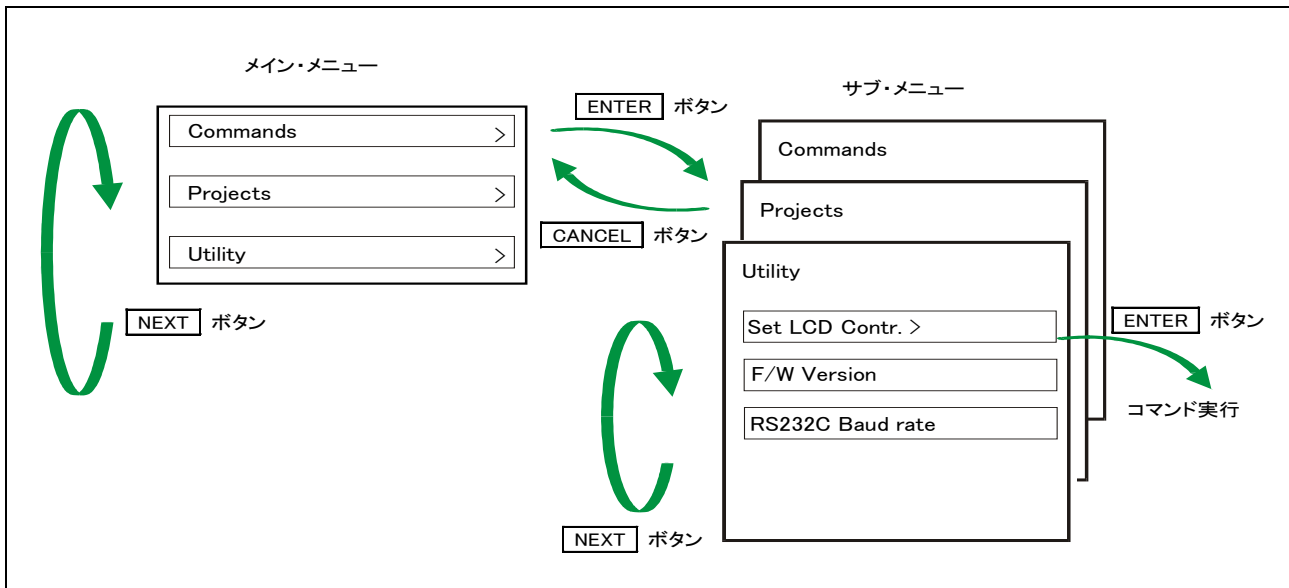 メイン・メニュー
Commands >
Projects >
Utility >
NEXT ボタン
ENTER ボタン
CANCEL ボタン
サブ・メニュー
Commands
Projects
Utility
Set LCD Contr. >
F/W Version
RS232C Baud rate
NEXT ボタン
ENTER ボタン
コマンド実行